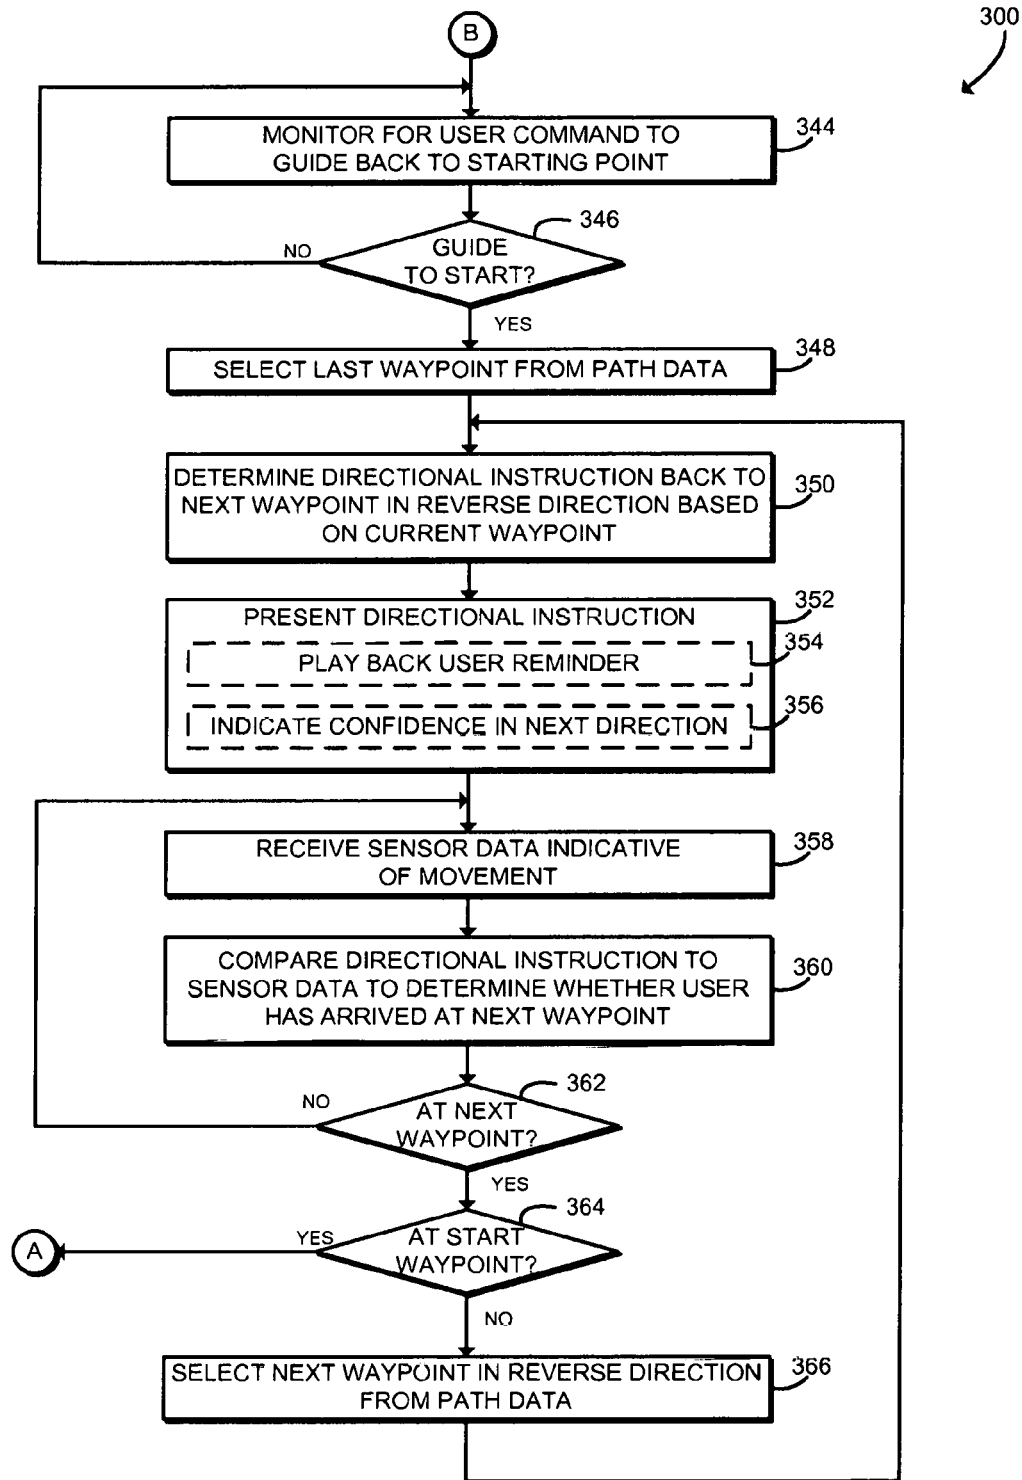 300
B
MONITOR FOR USER COMMAND TO
GUIDE BACK TO STARTING POINT
344
346
GUIDE
TO START?
NO
YES
SELECT LAST WAYPOINT FROM PATH DATA
348
DETERMINE DIRECTIONAL INSTRUCTION BACK TO
NEXT WAYPOINT IN REVERSE DIRECTION BASED
ON CURRENT WAYPOINT
350
PRESENT DIRECTIONAL INSTRUCTION
352
PLAY BACK USER REMINDER
354
INDICATE CONFIDENCE IN NEXT DIRECTION
356
RECEIVE SENSOR DATA INDICATIVE
OF MOVEMENT
358
COMPARE DIRECTIONAL INSTRUCTION TO
SENSOR DATA TO DETERMINE WHETHER USER
HAS ARRIVED AT NEXT WAYPOINT
360
362
NO
AT NEXT
WAYPOINT?
YES
364
YES
AT START
WAYPOINT?
A
NO
SELECT NEXT WAYPOINT IN REVERSE DIRECTION
FROM PATH DATA
366